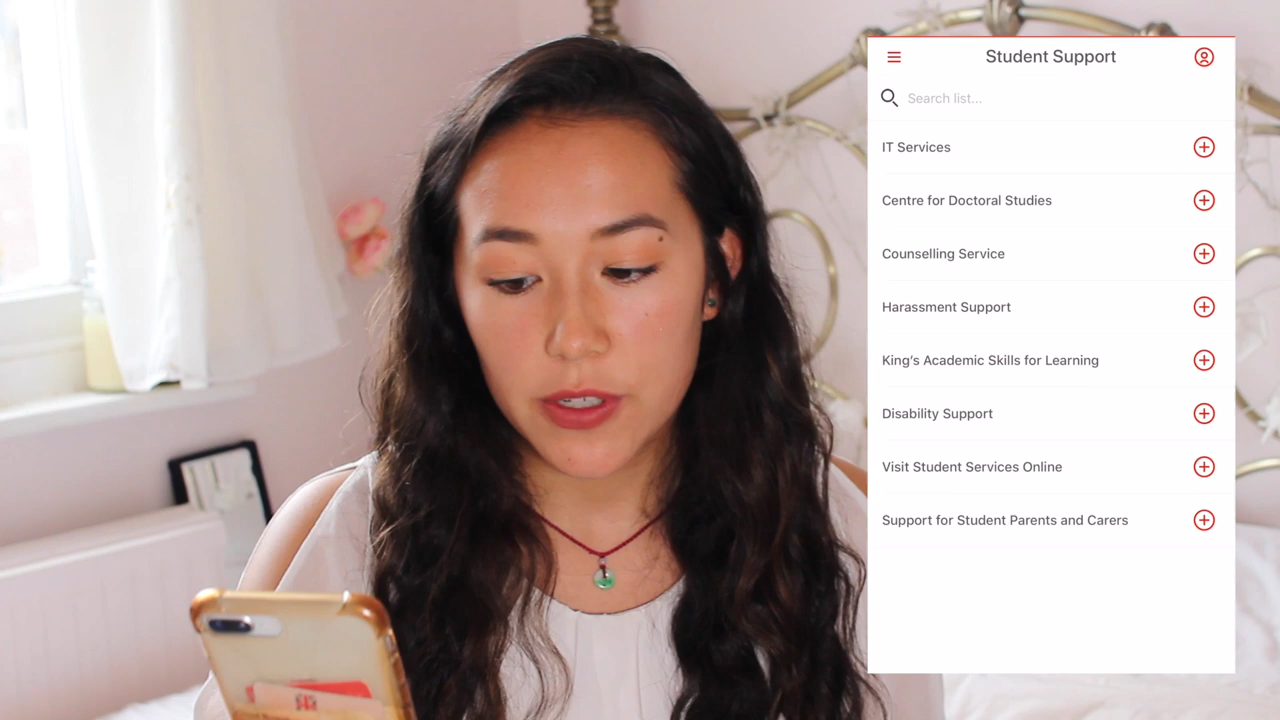 Student Support
Search list...
IT Services
Centre for Doctoral Studies
Counselling Service
Harassment Support
King's Academic Skills for Learning
Disability Support
Visit Student Services Online
Support for Student Parents and Carers